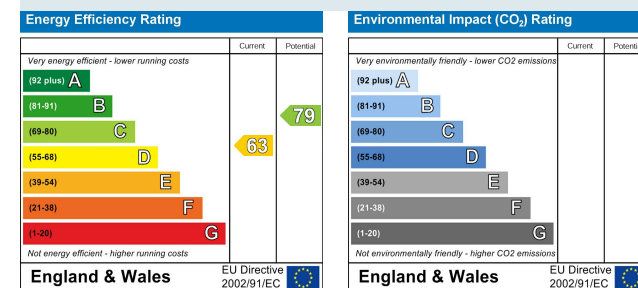 Energy Efficiency Rating
Current Potential
Very energy efficient - lower running costs
(92 plus) A
(81-91) B
(69-80) C
(55-68) D
(39-54) E
(21-38) F
(1-20) G
63
79
Not energy efficient - higher running costs
England & Wales
EU Directive
2002/91/EC
Environmental Impact (CO₂) Rating
Current Potenti
Very environmentally friendly - lower CO2 emissions
(92 plus) A
(81-91) B
(69-80) C
(55-68) D
(39-54) E
(21-38) F
(1-20) G
Not environmentally friendly - higher CO2 emissions
England & Wales
EU Directive
2002/91/EC